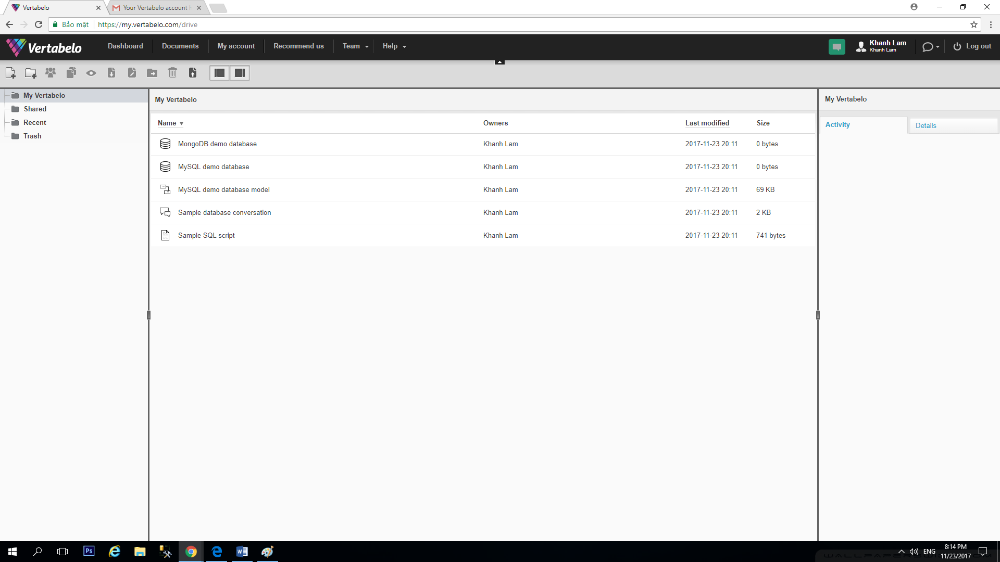 Vertabelo
Your Vertabelo account
Bảo mật https://my.vertabelo.com/drive
Vertabelo Dashboard Documents My account Recommend us Team Help Khanh Lam Log out
Khanh Lam
My Vertabelo
Shared
Recent
Trash
My Vertabelo
Name Owners Last modified Size
MongoDB demo database Khanh Lam 2017-11-23 20:11 0 bytes
MySQL demo database Khanh Lam 2017-11-23 20:11 0 bytes
MySQL demo database model Khanh Lam 2017-11-23 20:11 69 KB
Sample database conversation Khanh Lam 2017-11-23 20:11 2 KB
Sample SQL script Khanh Lam 2017-11-23 20:11 741 bytes
My Vertabelo
Activity Details
Ps
ENG
8:14 PM
11/23/2017